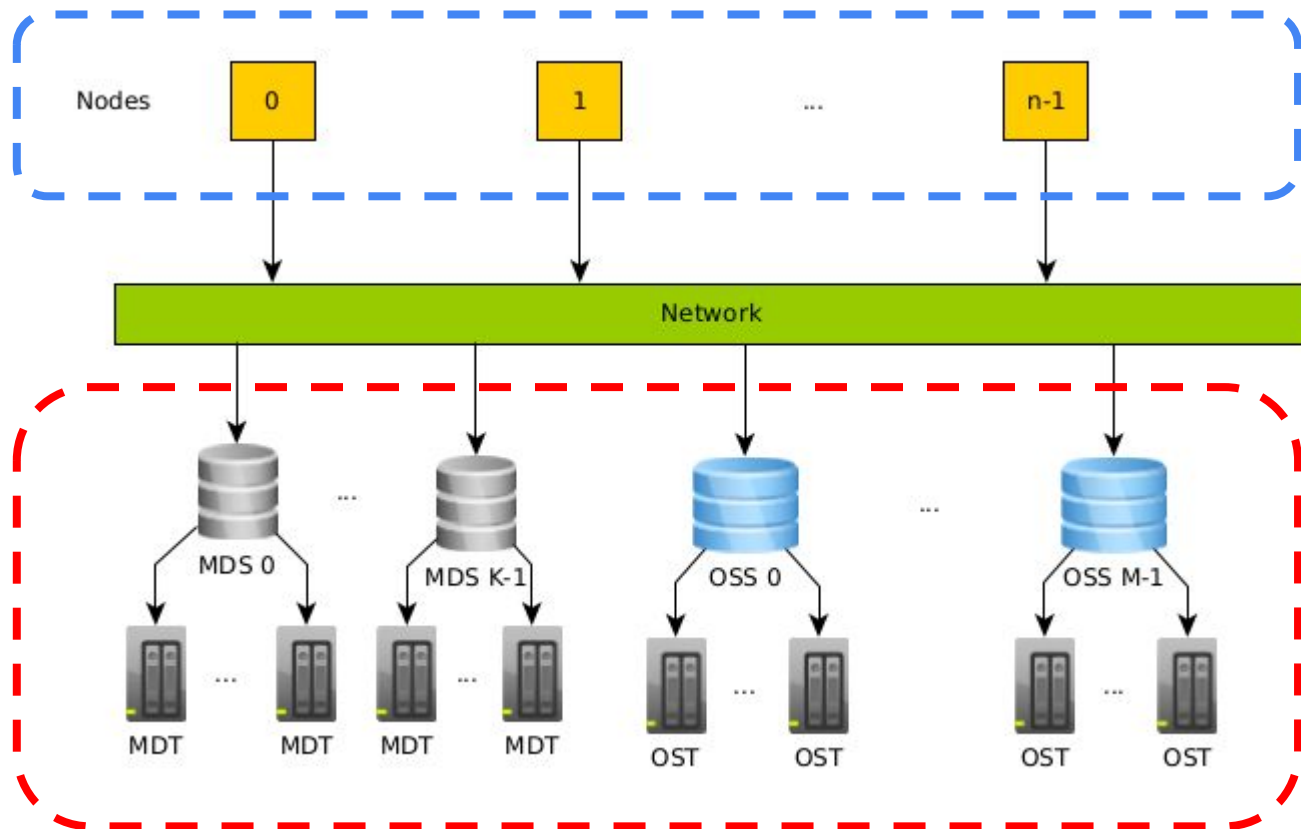 Nodes 0 1 ... n-1
Network
... ...
MDS 0 MDS K-1 OSS 0 OSS M-1
... ... ... ...
MDT MDT MDT MDT OST OST OST OST